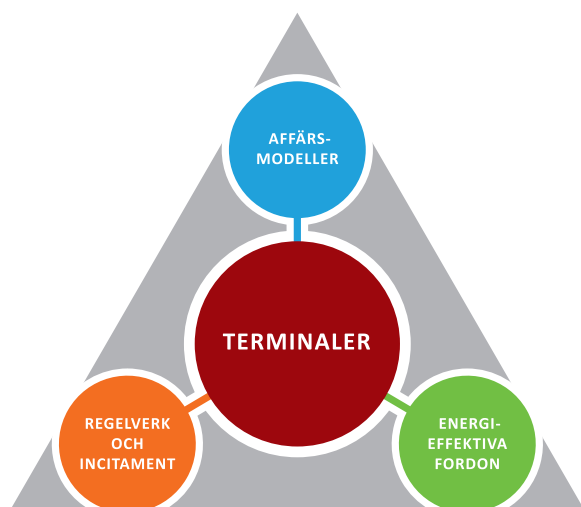 AFFÄRS-
MODELLER
TERMINALER
REGELVERK
OCH
INCITAMENT
ENERGI-
EFFEKTIVA
FORDON